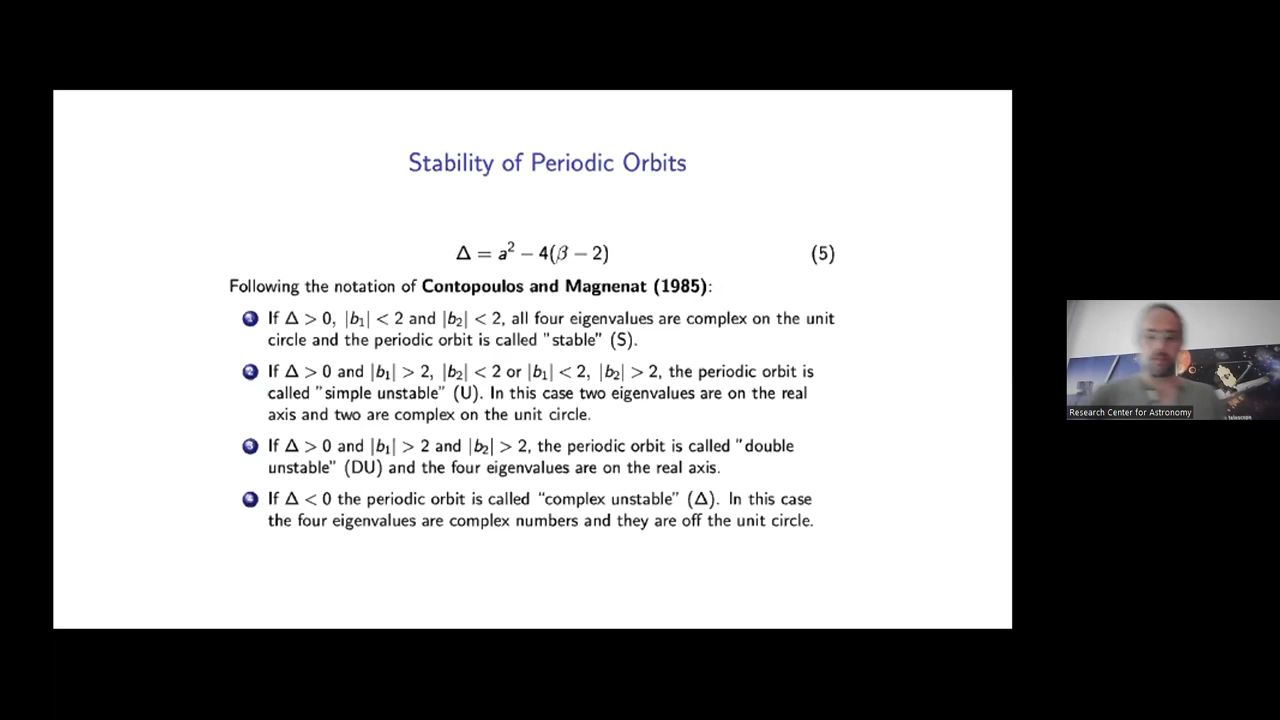 Stability of Periodic Orbits
Δ = a² − 4(β − 2) (5)
Following the notation of Contopoulos and Magnenat (1985):
1 If Δ > 0, |b₁| < 2 and |b₂| < 2, all four eigenvalues are complex on the unit
circle and the periodic orbit is called "stable" (S).
2 If Δ > 0 and |b₁| > 2, |b₂| < 2 or |b₁| < 2, |b₂| > 2, the periodic orbit is
called "simple unstable" (U). In this case two eigenvalues are on the real
axis and two are complex on the unit circle.
3 If Δ > 0 and |b₁| > 2 and |b₂| > 2, the periodic orbit is called "double
unstable" (DU) and the four eigenvalues are on the real axis.
4 If Δ < 0 the periodic orbit is called "complex unstable" (Δ). In this case
the four eigenvalues are complex numbers and they are off the unit circle.
Research Center for Astronomy